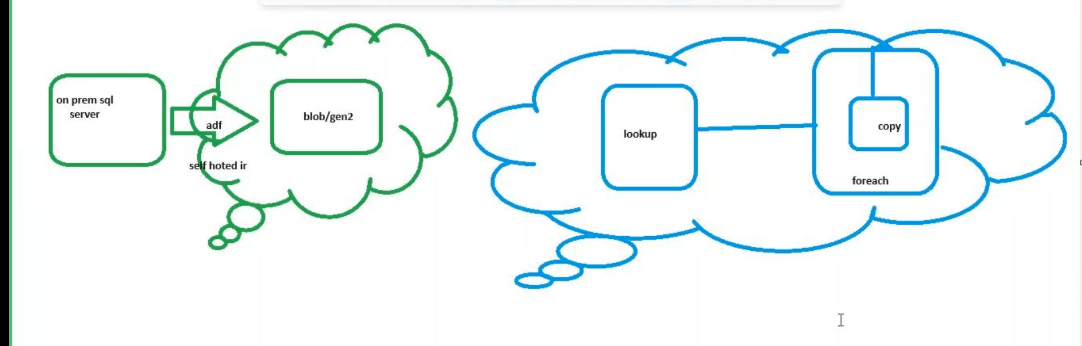 on prem sql
server
adf
self hoted ir
blob/gen2
lookup
copy
foreach